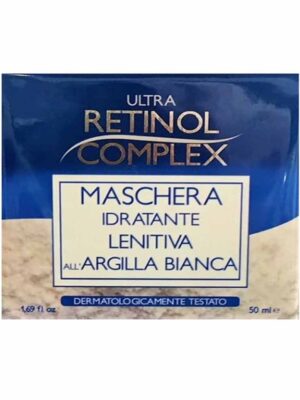 ULTRA
RETINOL
COMPLEX
MASCHERA
IDRATANTE
LENITIVA
ALL'ARGILLA BIANCA
DERMATOLOGICAMENTE TESTATO
1.69 fl oz 50 ml e